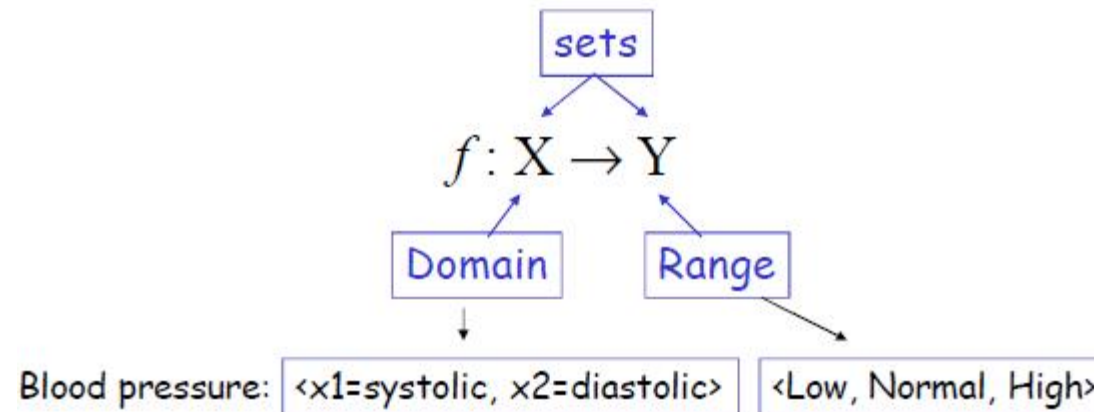 sets
f : X → Y
Domain Range
Blood pressure: <x1=systolic, x2=diastolic> <Low, Normal, High>